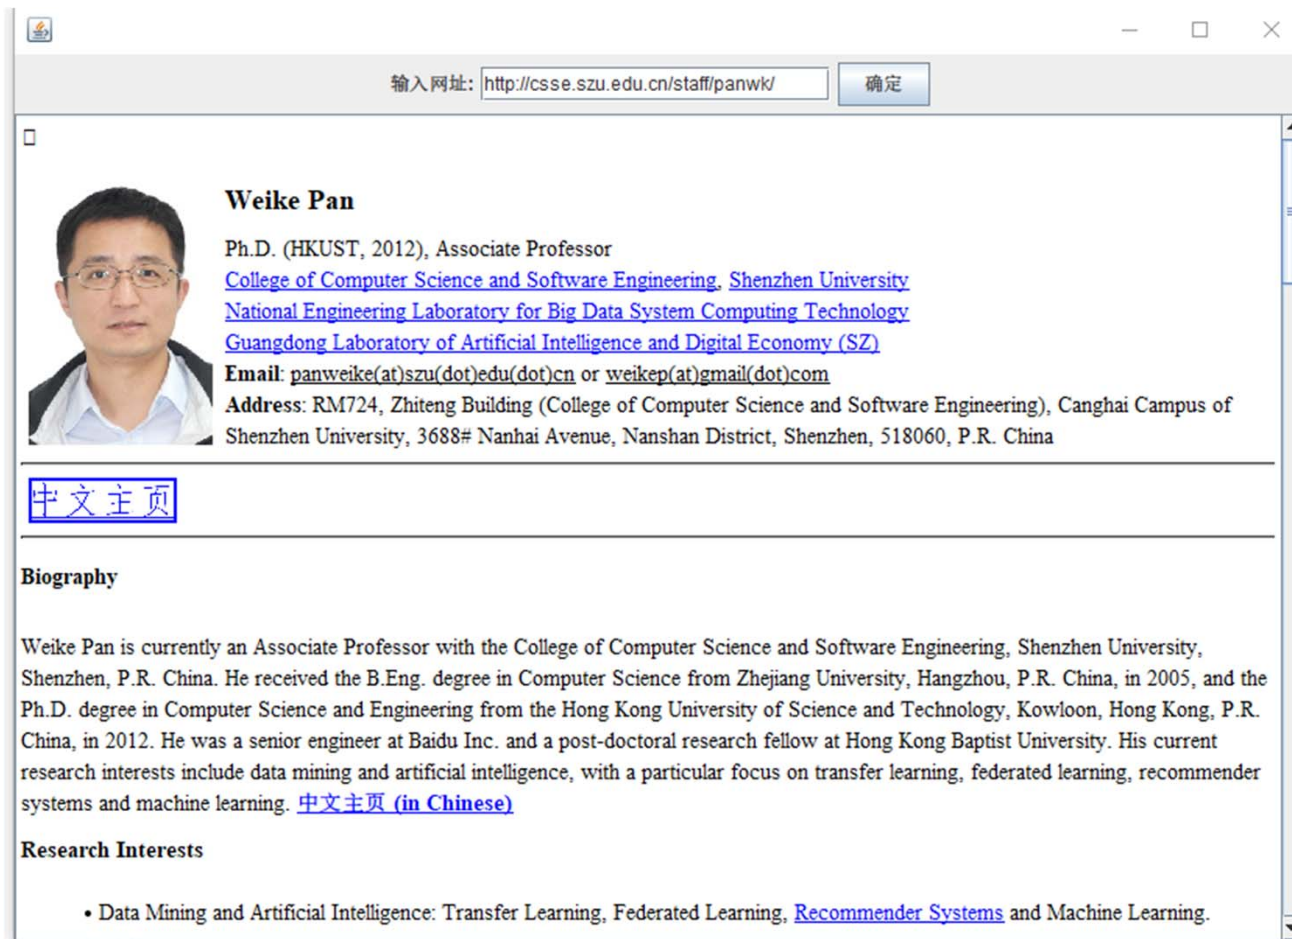 输入网址: http://csse.szu.edu.cn/staff/panwk/ 确定
Weike Pan
Ph.D. (HKUST, 2012), Associate Professor
College of Computer Science and Software Engineering, Shenzhen University
National Engineering Laboratory for Big Data System Computing Technology
Guangdong Laboratory of Artificial Intelligence and Digital Economy (SZ)
Email: panweike(at)szu(dot)edu(dot)cn or weikep(at)gmail(dot)com
Address: RM724, Zhiteng Building (College of Computer Science and Software Engineering), Canghai Campus of
Shenzhen University, 3688# Nanhai Avenue, Nanshan District, Shenzhen, 518060, P.R. China
中文主页
Biography
Weike Pan is currently an Associate Professor with the College of Computer Science and Software Engineering, Shenzhen University,
Shenzhen, P.R. China. He received the B.Eng. degree in Computer Science from Zhejiang University, Hangzhou, P.R. China, in 2005, and the
Ph.D. degree in Computer Science and Engineering from the Hong Kong University of Science and Technology, Kowloon, Hong Kong, P.R.
China, in 2012. He was a senior engineer at Baidu Inc. and a post-doctoral research fellow at Hong Kong Baptist University. His current
research interests include data mining and artificial intelligence, with a particular focus on transfer learning, federated learning, recommender
systems and machine learning. 中文主页 (in Chinese)
Research Interests
• Data Mining and Artificial Intelligence: Transfer Learning, Federated Learning, Recommender Systems and Machine Learning.